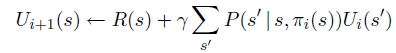 U_{i+1}(s) ← R(s) + γ ∑_{s'} P(s' | s, π_i(s)) U_i(s')